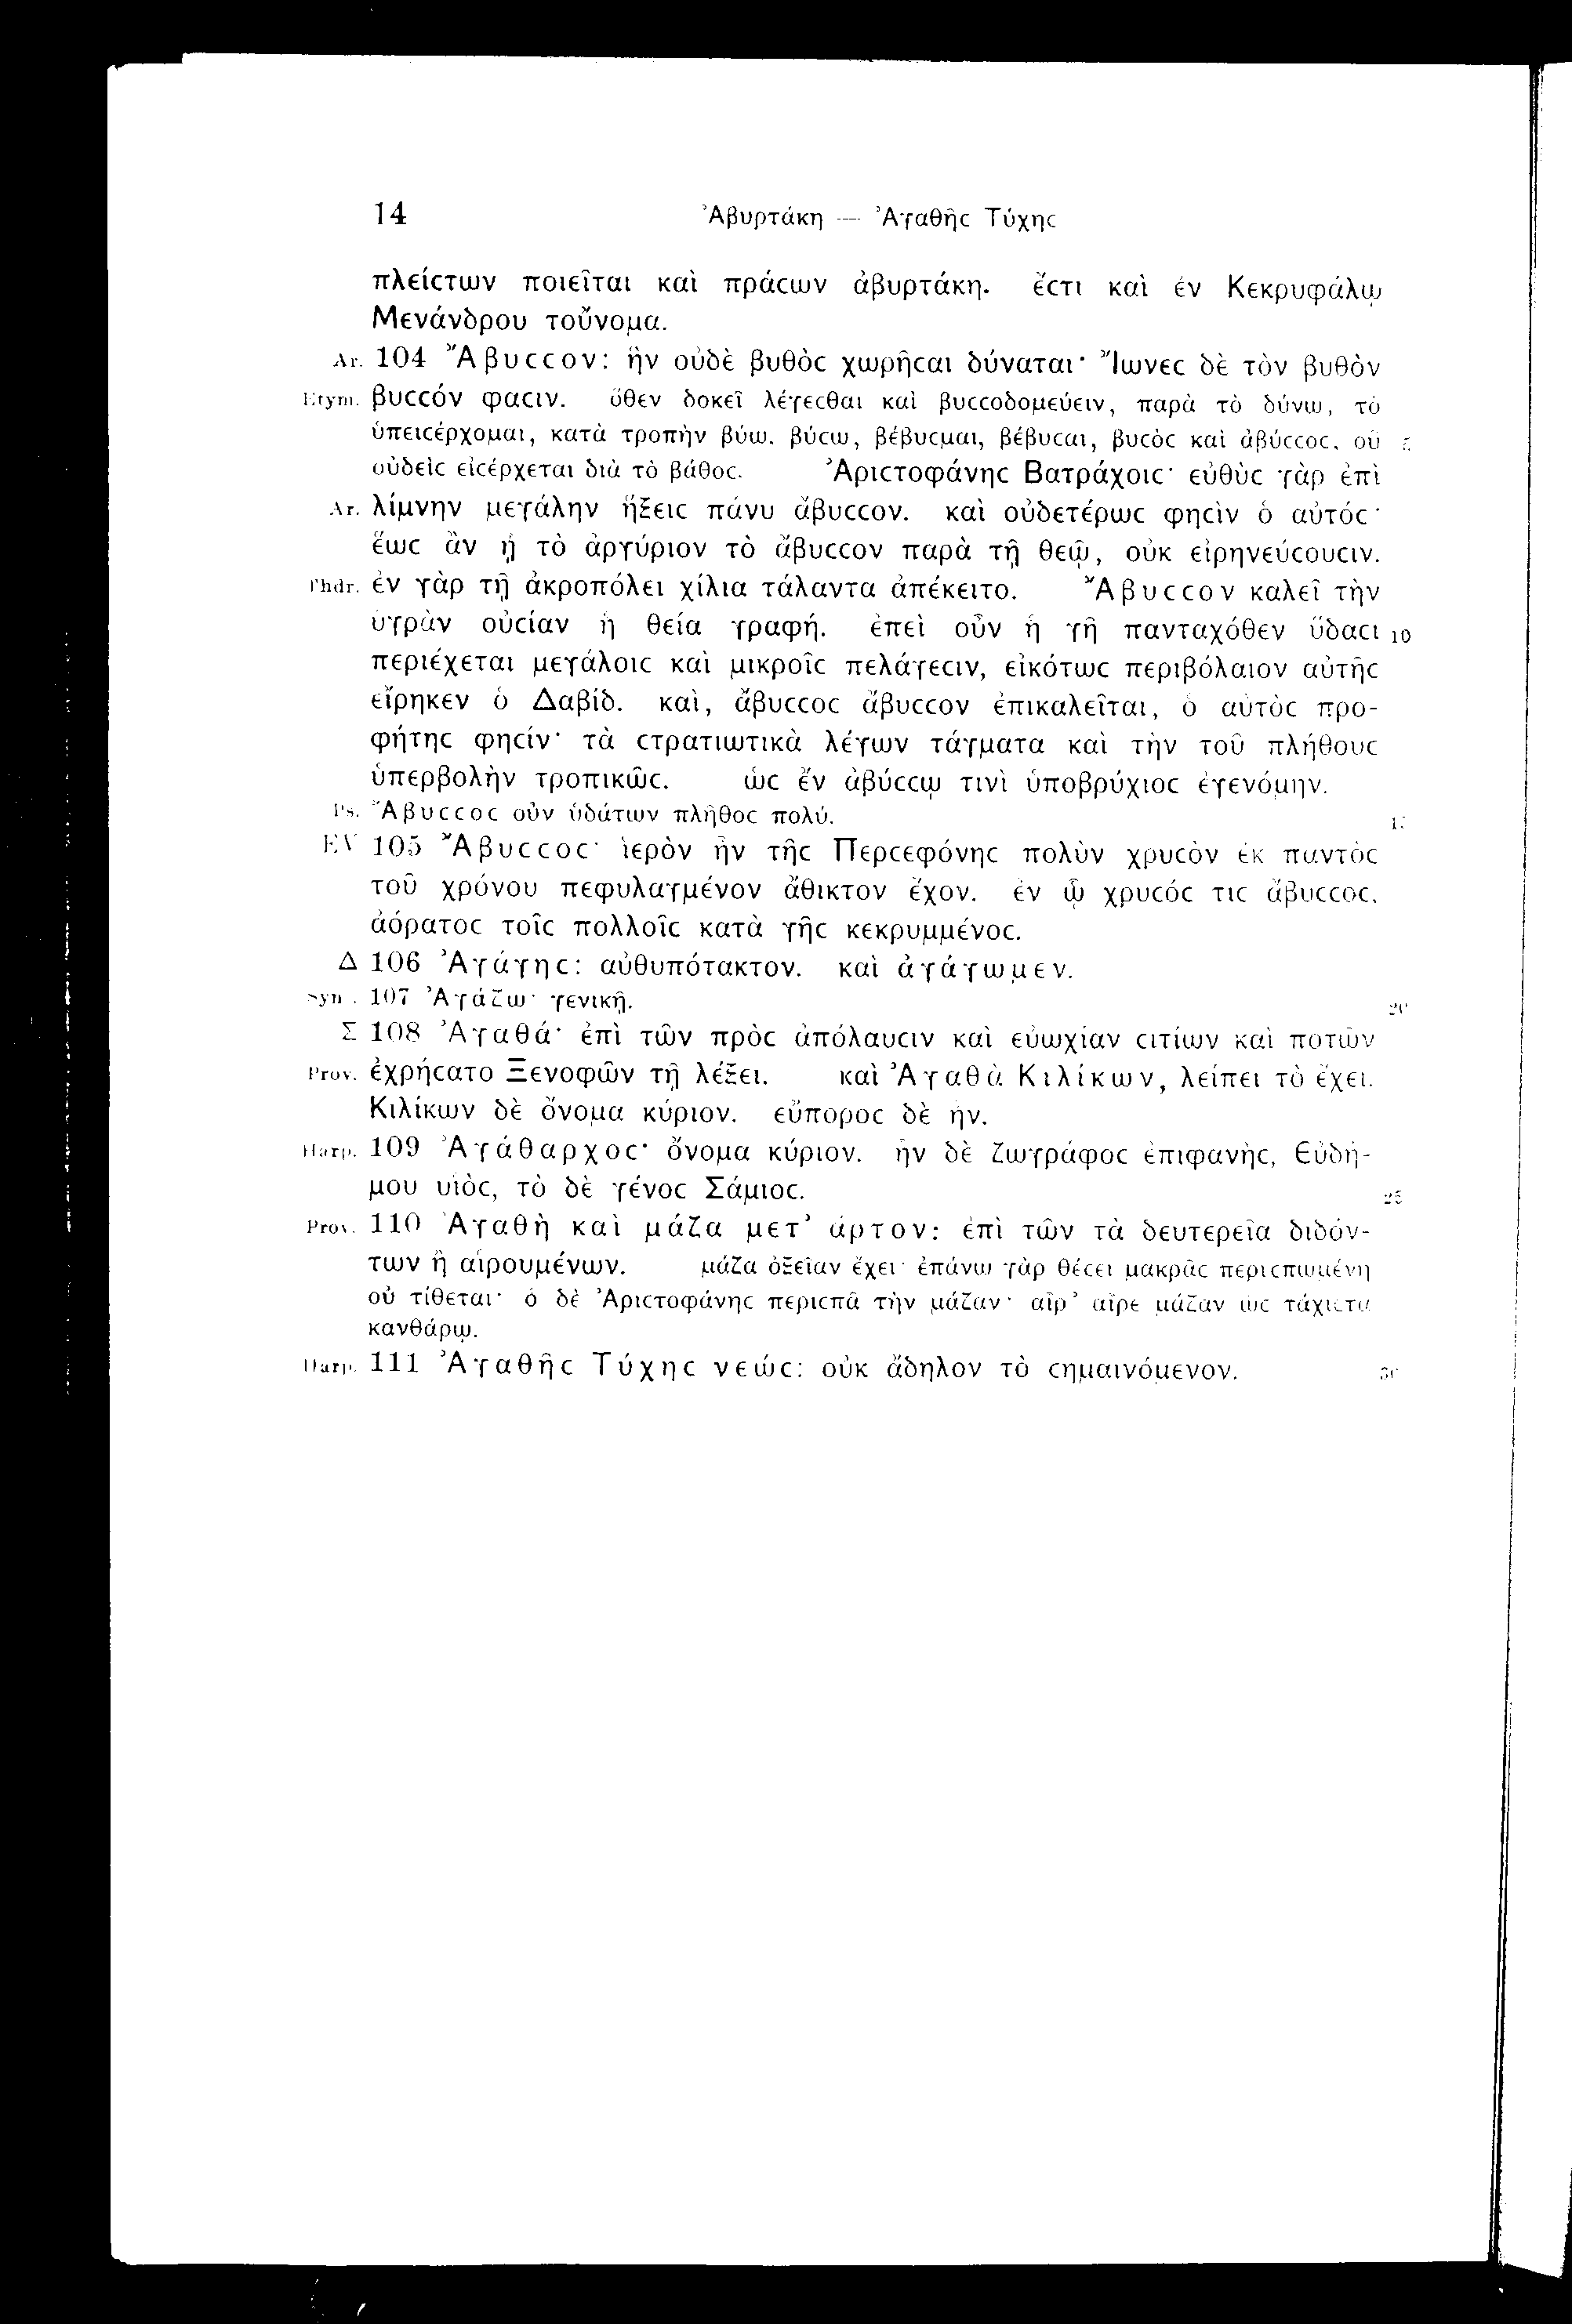 14 Ἀβυρτάκη — Ἀγαθῆϲ Τύχηϲ
πλείϲτων ποιεῖται καὶ πράϲων ἀβυρτάκη. ἔϲτι καὶ ἐν Κεκρυφάλῳ
Μενάνδρου τοὔνομα.
Ar. 104 Ἄβυϲϲον: ἣν οὐδὲ βυθὸϲ χωρῆϲαι δύναται· Ἴωνεϲ δὲ τὸν βυθὸν
Etym. βυϲϲόν φαϲιν. ὅθεν δοκεῖ λέγεϲθαι καὶ βυϲϲοδομεύειν, παρὰ τὸ δύνω, τὸ
ὑπειϲέρχομαι, κατὰ τροπὴν βύω. βύϲω, βέβυϲμαι, βέβυϲαι, βυϲὸϲ καὶ ἀβύϲϲοϲ. οὗ 5
οὐδεὶϲ εἰϲέρχεται διὰ τὸ βάθοϲ. Ἀριϲτοφάνηϲ Βατράχοιϲ· εὐθὺϲ γὰρ ἐπὶ
Ar. λίμνην μεγάλην ἥξειϲ πάνυ ἄβυϲϲον. καὶ οὐδετέρωϲ φηϲὶν ὁ αὐτόϲ·
ἕωϲ ἂν ᾖ τὸ ἀργύριον τὸ ἄβυϲϲον παρὰ τῇ θεῷ, οὐκ εἰρηνεύϲουϲιν.
Thdr. ἐν γὰρ τῇ ἀκροπόλει χίλια τάλαντα ἀπέκειτο. Ἄβυϲϲον καλεῖ τὴν
ὑγρὰν οὐϲίαν ἡ θεία γραφή. ἐπεὶ οὖν ἡ γῆ πανταχόθεν ὕδαϲι 10
περιέχεται μεγάλοιϲ καὶ μικροῖϲ πελάγεϲιν, εἰκότωϲ περιβόλαιον αὐτῆϲ
εἴρηκεν ὁ Δαβίδ. καὶ, ἄβυϲϲοϲ ἄβυϲϲον ἐπικαλεῖται, ὁ αὐτὸϲ προ-
φήτηϲ φηϲίν· τὰ ϲτρατιωτικὰ λέγων τάγματα καὶ τὴν τοῦ πλήθουϲ
ὑπερβολὴν τροπικῶϲ. ὡϲ ἔν ἀβύϲϲῳ τινὶ ὑποβρύχιοϲ ἐγενόμην.
Ps. Ἄβυϲϲοϲ οὖν ὑδάτων πλῆθοϲ πολύ. 15
EV 105 Ἄβυϲϲοϲ· ἱερὸν ἦν τῆϲ Περϲεφόνηϲ πολὺν χρυϲὸν ἐκ παντὸϲ
τοῦ χρόνου πεφυλαγμένον ἄθικτον ἔχον. ἐν ᾧ χρυϲόϲ τιϲ ἄβυϲϲοϲ,
ἀόρατοϲ τοῖϲ πολλοῖϲ κατὰ γῆϲ κεκρυμμένοϲ.
Δ 106 Ἀγάγηϲ: αὐθυπότακτον. καὶ ἀγάγωμεν.
Syn. 107 Ἀγάζω· γενικῇ. 20
Σ 108 Ἀγαθά· ἐπὶ τῶν πρὸϲ ἀπόλαυϲιν καὶ εὐωχίαν ϲιτίων καὶ ποτῶν
Prov. ἐχρήϲατο Ξενοφῶν τῇ λέξει. καὶ Ἀγαθὰ Κιλίκων, λείπει τὸ ἔχει.
Κιλίκων δὲ ὄνομα κύριον. εὔποροϲ δὲ ἦν.
Harp. 109 Ἀγάθαρχοϲ· ὄνομα κύριον. ἦν δὲ ζωγράφοϲ ἐπιφανὴϲ, Εὐδή-
μου υἱὸϲ, τὸ δὲ γένοϲ Σάμιοϲ. 25
Prov. 110 Ἀγαθὴ καὶ μάζα μετ’ ἄρτον: ἐπὶ τῶν τὰ δευτερεῖα διδόν-
των ἢ αἱρουμένων. μάζα ὀξεῖαν ἔχει· ἐπάνω γὰρ θέϲει μακρᾶϲ περιϲπωμένη
οὐ τίθεται· ὁ δὲ Ἀριϲτοφάνηϲ περιϲπᾷ τὴν μάζαν· αἶρ’ αἶρε μάζαν ὡϲ τάχιϲτα
κανθάρῳ.
Harp. 111 Ἀγαθῆϲ Τύχηϲ νεώϲ: οὐκ ἄδηλον τὸ ϲημαινόμενον. 30